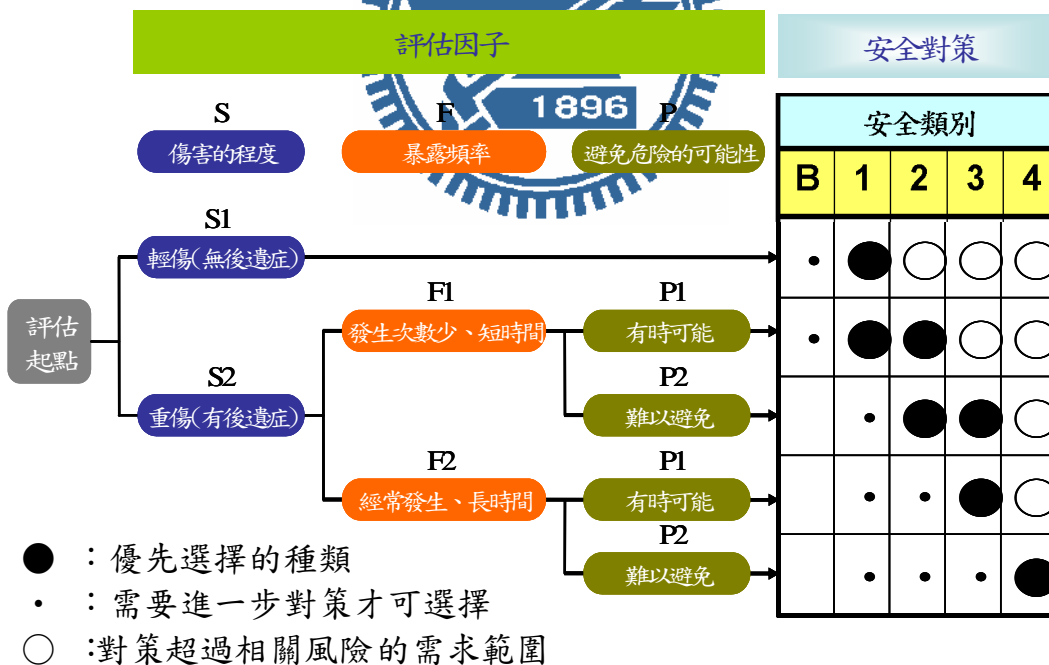 評估因子
安全對策
1896
S
F
P
傷害的程度
暴露頻率
避免危險的可能性
安全類別
B 1 2 3 4
S1
輕傷(無後遺症)
評估
起點
F1
P1
發生次數少、短時間
有時可能
S2
P2
重傷(有後遺症)
難以避免
F2
P1
經常發生、長時間
有時可能
P2
難以避免
●：優先選擇的種類
・：需要進一步對策才可選擇
○:對策超過相關風險的需求範圍